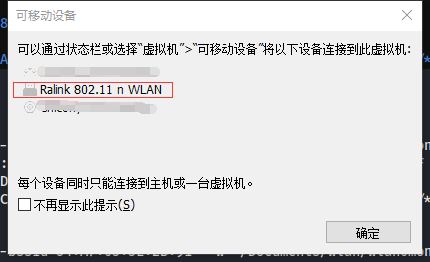 可移动设备
可以通过状态栏或选择"虚拟机">"可移动设备"将以下设备连接到此虚拟机:
Ralink 802.11 n WLAN
每个设备同时只能连接到主机或一台虚拟机。
不再显示此提示(S)
确定